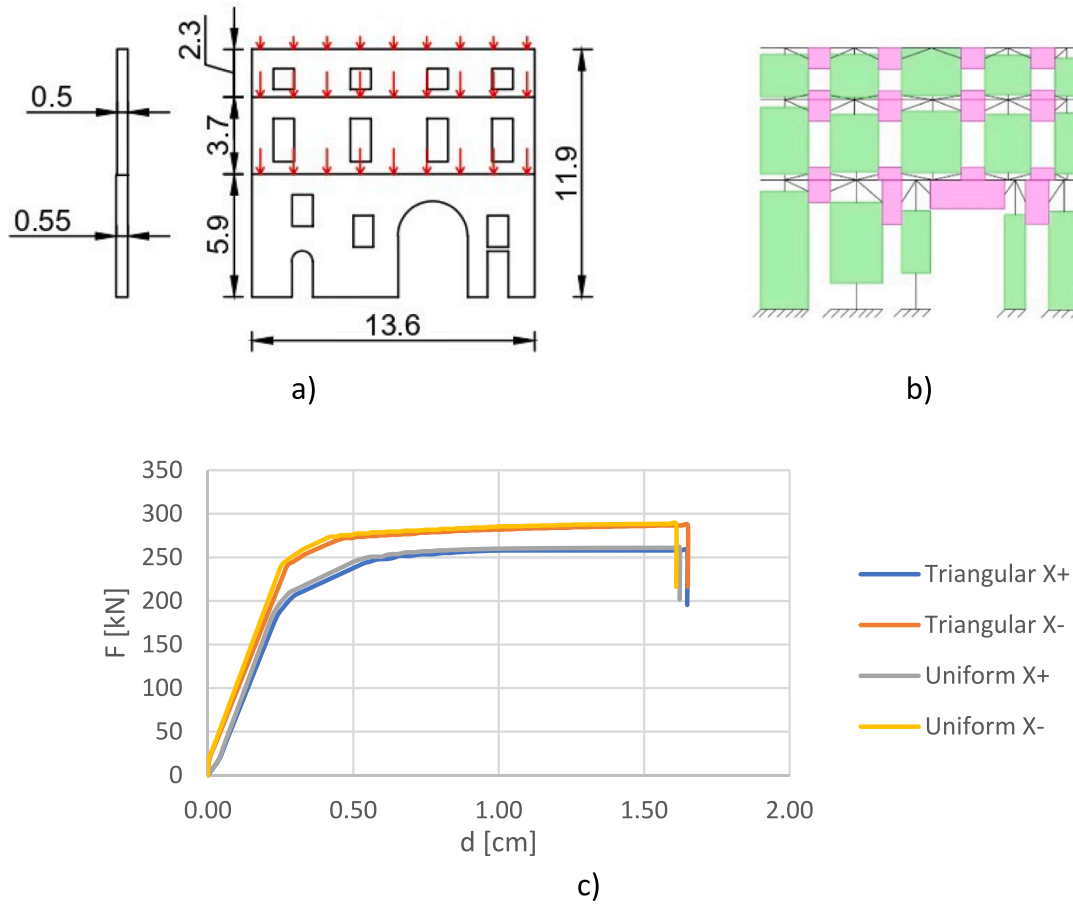 2.3
0.5
3.7
11.9
0.55
5.9
13.6
a)
b)
350
300
250
200
150
100
50
0
F [kN]
0.00 0.50 1.00 1.50 2.00
d [cm]
Triangular X+
Triangular X-
Uniform X+
Uniform X-
c)